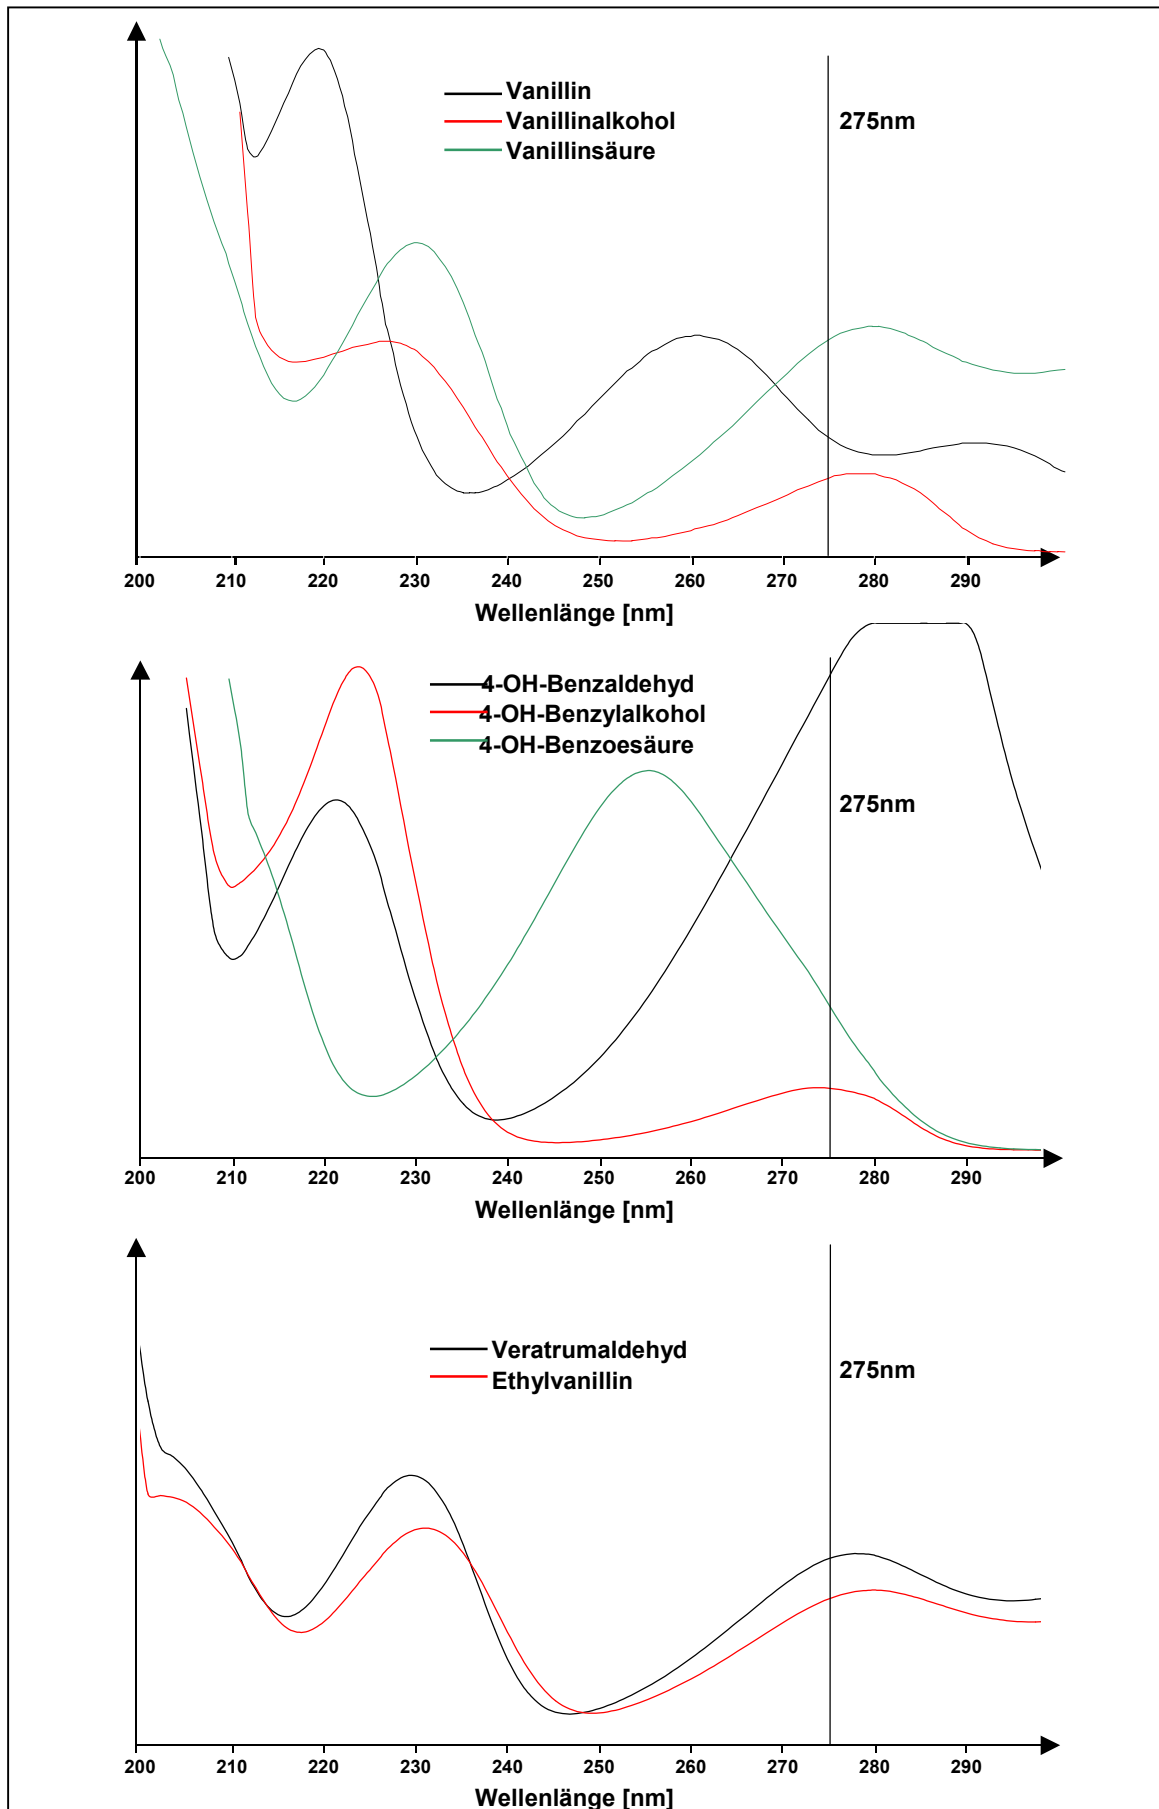 Vanillin
Vanillinalkohol
Vanillinsäure
275nm
200 210 220 230 240 250 260 270 280 290
Wellenlänge [nm]
4-OH-Benzaldehyd
4-OH-Benzylalkohol
4-OH-Benzoesäure
275nm
200 210 220 230 240 250 260 270 280 290
Wellenlänge [nm]
Veratrumaldehyd
Ethylvanillin
275nm
200 210 220 230 240 250 260 270 280 290
Wellenlänge [nm]